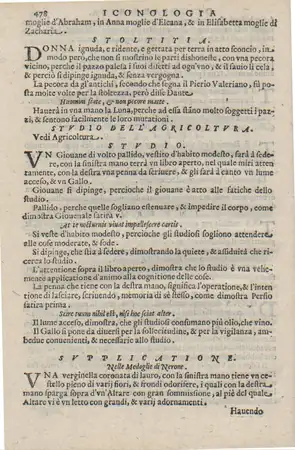 478 ICONOLOGIA
moglie d'Abraham, in Anna moglie d'Elcana, & in Elisabetta moglie di
Zacharia.
STOLTITIA.
DONNA ignuda, e ridente, e gettata per terra in atto sconcio, in
modo però, che non si mostrino le parti dishoneste, con vna pecora
vicino, perche il pazzo palesa i suoi difetti ad ogn'vno, & il sauio li cela,
& perciò si dipinge ignuda, & senza vergogna.
La pecora da gl'antichi, secondo che segna il Pierio Valeriano, fù po-
sta molte volte per la stolidezza, però disse Dante
Huomini siate, & non pecore matte.
Hauerà in vna mano la Luna, perche ad essa stanno molto soggetti i paz-
zi, & sentono facilmente le loro mutationi.
STVDIO DELL'AGRICOLTVRA.
Vedi Agricoltura.
STVDIO.
VN Giouane di volto pallido, vestito d'habito modesto, sarà à sede-
re, con la sinistra mano terrà vn libro aperto, nel quale miri atten-
tamente, con la destra vna penna da scriuere, & gli sarà à canto vn lume
acceso, & vn Gallo.
Giouane si dipinge, percioche il giouane è atto alle fatiche dello
studio.
Pallido, perche quelle sogliano estenuare, & impedire il corpo, come
dimostra Giouenale satira v.
At te nocturnis iuuat impallescere cartis.
Si veste d'habito modesto, percioche gli studiosi sogliono attendere
alle cose moderate, & sode.
Si dipinge, che stia à sedere, dimostrando la quiete, & assiduità che ri-
cerca lo studio.
L'attentione sopra il libro aperto, dimostra che lo studio è vna vehe-
mente applicatione d'animo alla cognitione delle cose.
La penna che tiene con la destra mano, significa l'operatione, & l'inten-
tione di lasciare, scriuendo, memoria di se stesso, come dimostra Persio
satira prima.
Scire tuum nihil est, nisi hoc sciat alter.
Il lume acceso, dimostra, che gli studiosi consumano più olio, che vino.
Il Gallo si pone da diuersi per la sollecitudine, & per la vigilanza, am-
bedue conuenienti, & necessarie allo studio.
SVPPLICATIONE.
Nelle Medaglie di Nerone.
VNA verginella coronata di lauro, con la sinistra mano tiene vn ce-
stello pieno di varij fiori, & frondi odorifere, i quali con la destra
mano sparga sopra d'vn'Altare con gran sommissione, al piè del quale
Altare vi è vn letto con grandi, & varij adornamenti.
Hauendo